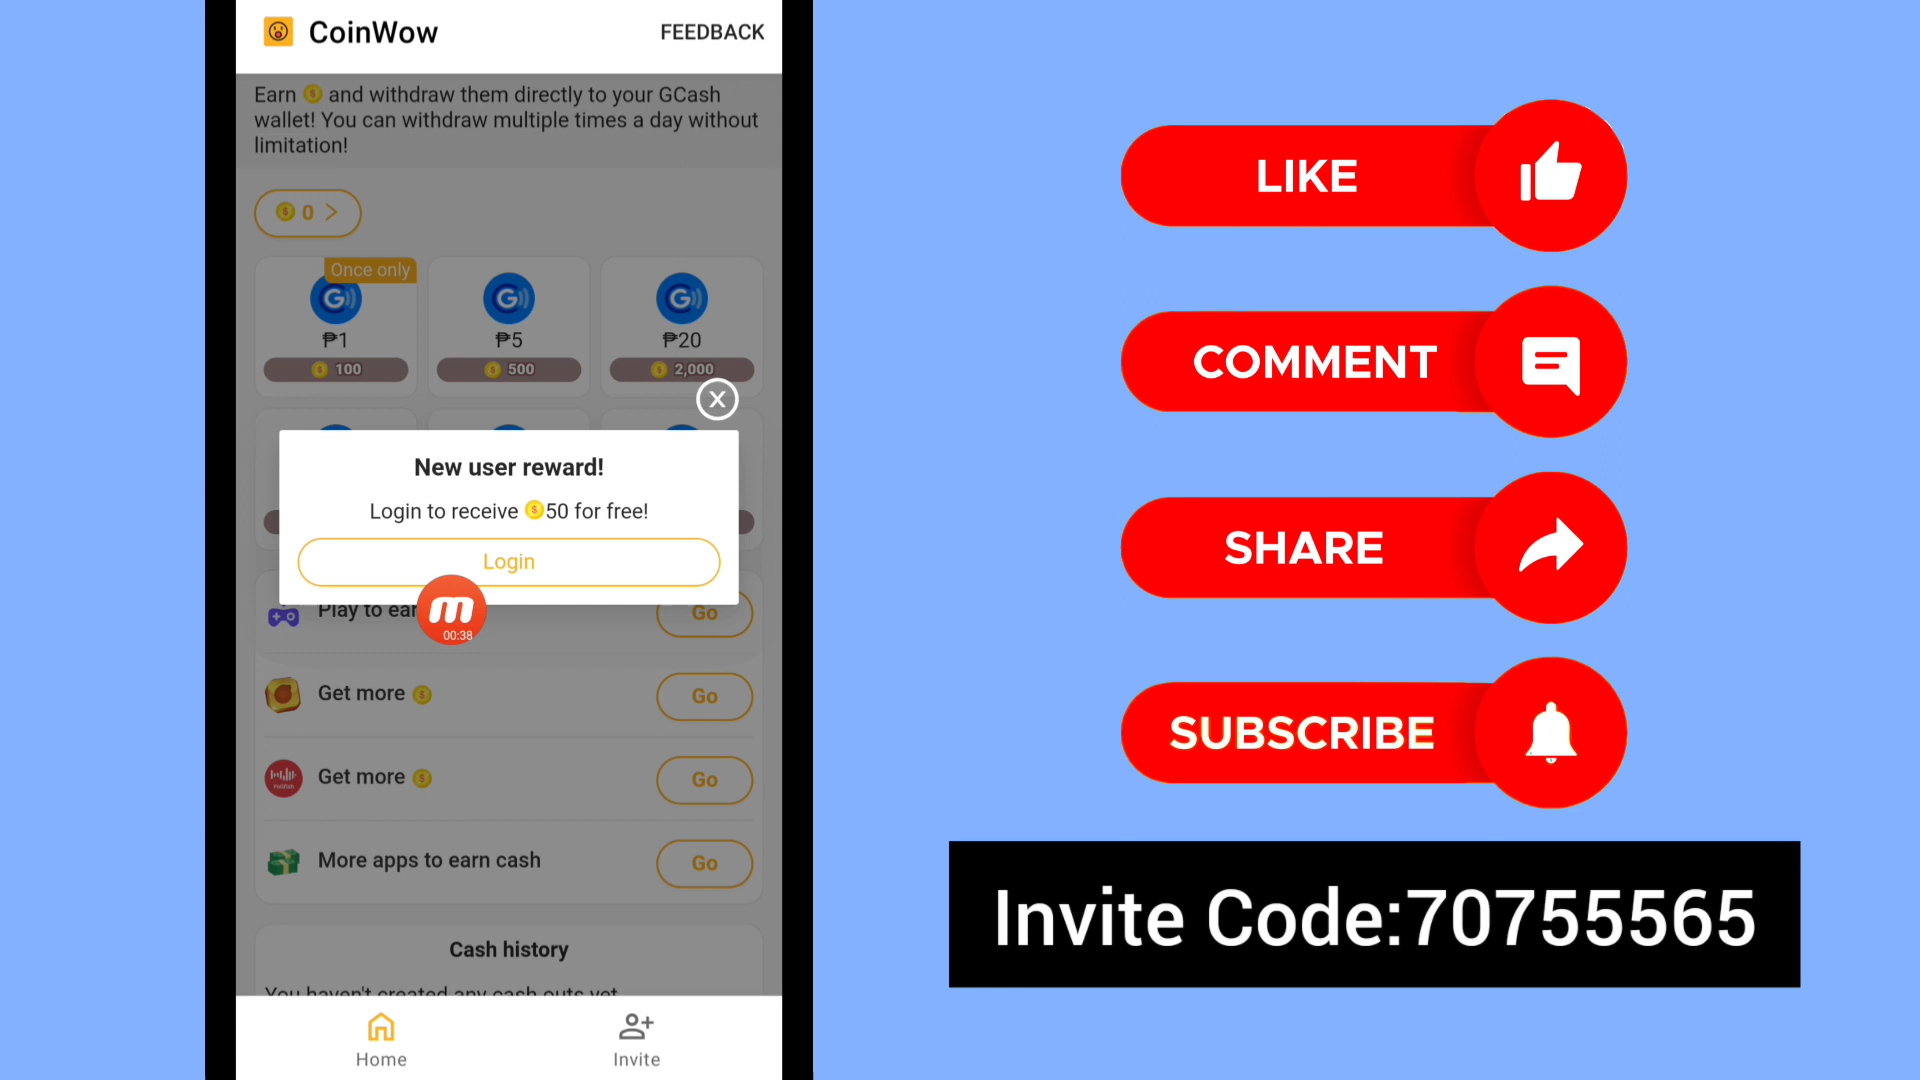 CoinWow
FEEDBACK
Earn and withdraw them directly to your GCash
wallet! You can withdraw multiple times a day without
limitation!
0
Once only
₱1
100
₱5
500
₱20
2,000
X
New user reward!
Login to receive 50 for free!
Login
Play to ear
Go
00:38
Get more
Go
Get more
Go
More apps to earn cash
Go
Cash history
You haven't created any cash outs yet
Home
Invite
LIKE
COMMENT
SHARE
SUBSCRIBE
Invite Code:70755565